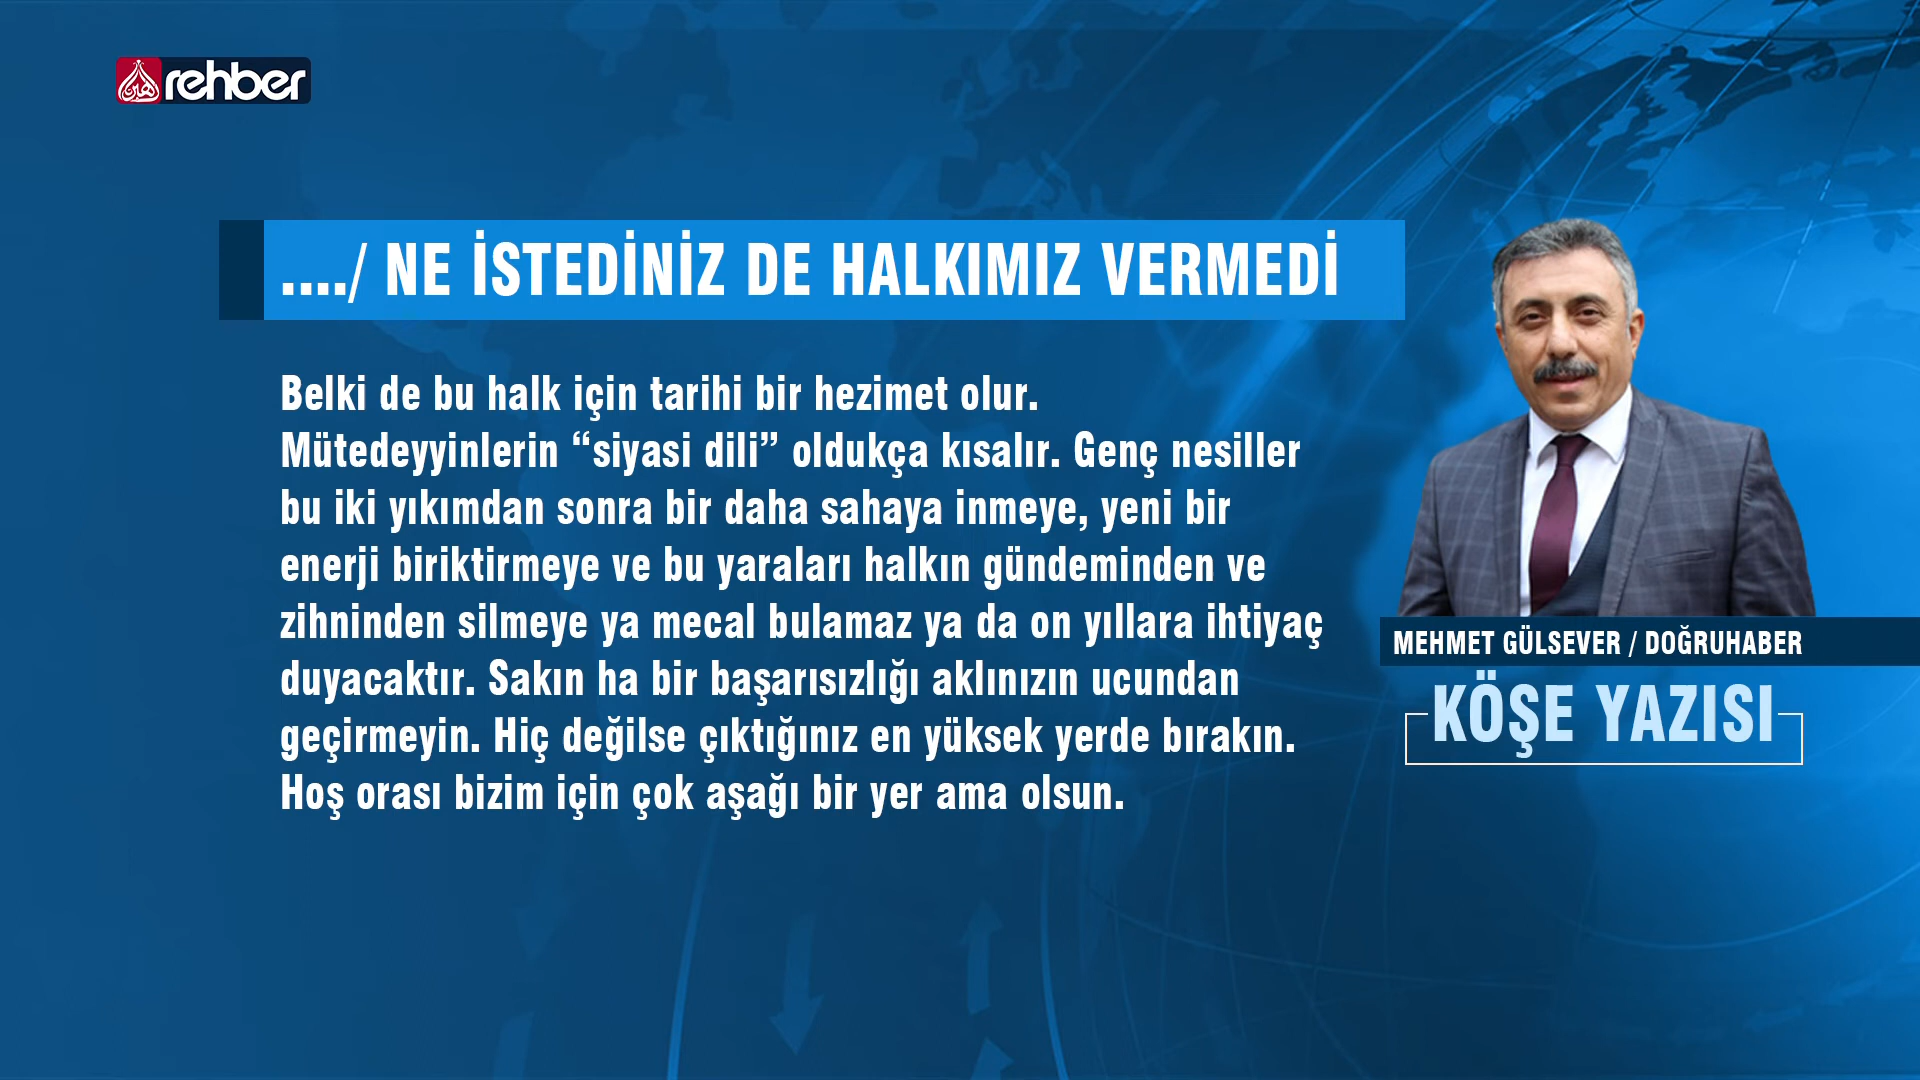 rehber
..../ NE İSTEDİNİZ DE HALKIMIZ VERMEDİ
Belki de bu halk için tarihi bir hezimet olur.
Mütedeyyinlerin “siyasi dili” oldukça kısalır. Genç nesiller
bu iki yıkımdan sonra bir daha sahaya inmeye, yeni bir
enerji biriktirmeye ve bu yaraları halkın gündeminden ve
zihninden silmeye ya mecal bulamaz ya da on yıllara ihtiyaç
duyacaktır. Sakın ha bir başarısızlığı aklınızın ucundan
geçirmeyin. Hiç değilse çıktığınız en yüksek yerde bırakın.
Hoş orası bizim için çok aşağı bir yer ama olsun.
MEHMET GÜLSEVER / DOĞRUHABER
KÖŞE YAZISI